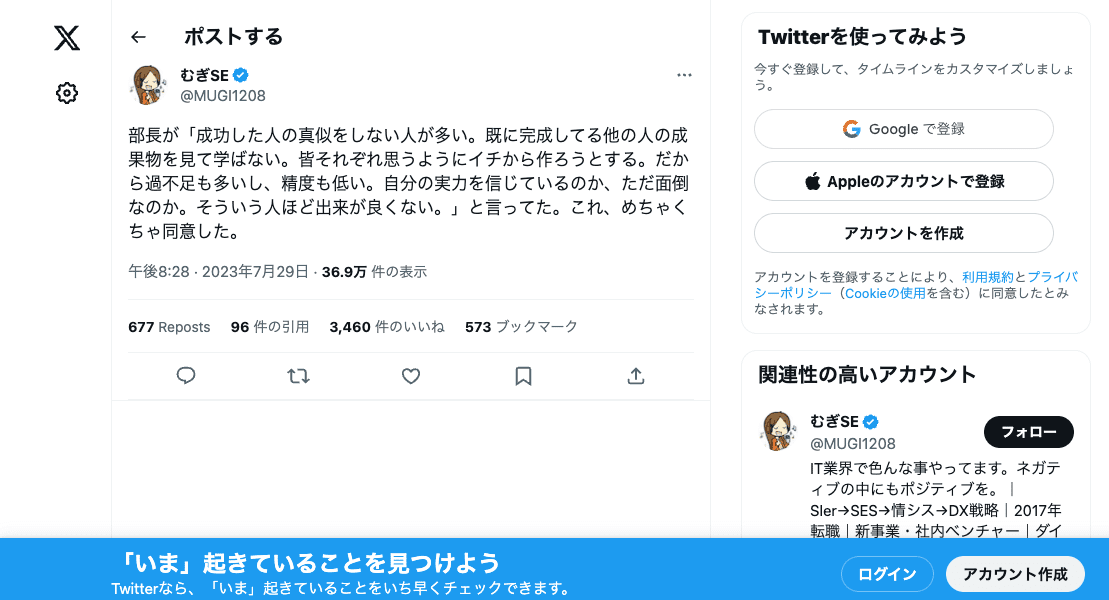 ポストする
むぎSE
@MUGI1208
部長が「成功した人の真似をしない人が多い。既に完成してる他の人の成
果物を見て学ばない。皆それぞれ思うようにイチから作ろうとする。だか
ら過不足も多いし、精度も低い。自分の実力を信じているのか、ただ面倒
なのか。そういう人ほど出来が良くない。」と言ってた。これ、めちゃく
ちゃ同意した。
午後8:28 · 2023年7月29日 · 36.9万 件の表示
677 Reposts 96 件の引用 3,460 件のいいね 573 ブックマーク
Twitterを使ってみよう
今すぐ登録して、タイムラインをカスタマイズしましょ
う。
Google で登録
Appleのアカウントで登録
アカウントを作成
アカウントを登録することにより、利用規約とプライバ
シーポリシー（Cookieの使用を含む）に同意したとみ
なされます。
関連性の高いアカウント
むぎSE
@MUGI1208
フォロー
IT業界で色んな事やってます。ネガテ
ィブの中にもポジティブを。｜
SIer→SES→情シス→DX戦略｜2017年
転職｜新事業・社内ベンチャー｜ダイ
「いま」起きていることを見つけよう
Twitterなら、「いま」起きていることをいち早くチェックできます。
ログイン
アカウント作成